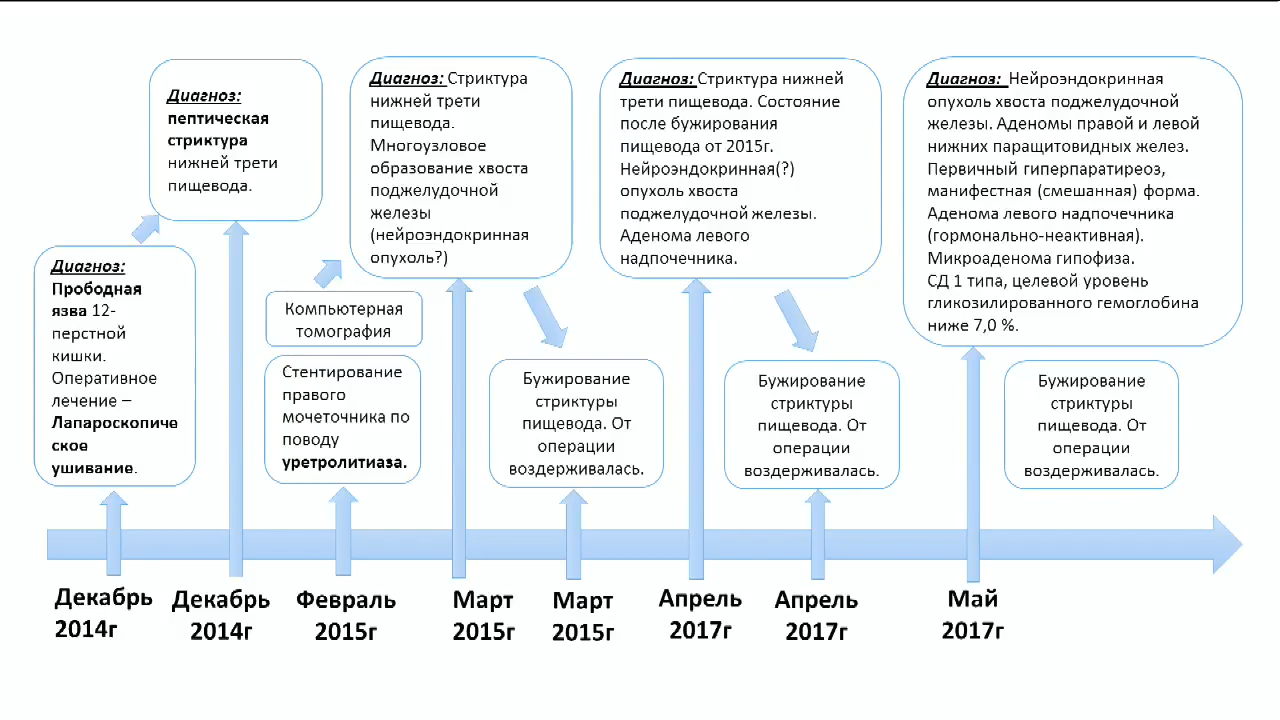 Диагноз:
пептическая
стриктура
нижней трети
пищевода.
Диагноз:
Прободная
язва 12-
перстной
кишки.
Оперативное
лечение –
Лапароскопиче
ское
ушивание.
Компьютерная
томография
Стентирование
правого
мочеточника по
поводу
уретролитиаза.
Диагноз: Стриктура
нижней трети
пищевода.
Многоузловое
образование хвоста
поджелудочной
железы
(нейроэндокринная
опухоль?)
Бужирование
стриктуры
пищевода. От
операции
воздерживалась.
Диагноз: Стриктура нижней
трети пищевода. Состояние
после бужирования
пищевода от 2015г.
Нейроэндокринная(?)
опухоль хвоста
поджелудочной железы.
Аденома левого
надпочечника.
Бужирование
стриктуры
пищевода. От
операции
воздерживалась.
Диагноз: Нейроэндокринная
опухоль хвоста поджелудочной
железы. Аденомы правой и левой
нижних паращитовидных желез.
Первичный гиперпаратиреоз,
манифестная (смешанная) форма.
Аденома левого надпочечника
(гормонально-неактивная).
Микроаденома гипофиза.
СД 1 типа, целевой уровень
гликозилированного гемоглобина
ниже 7,0 %.
Бужирование
стриктуры
пищевода. От
операции
воздерживалась.
Декабрь
2014г
Декабрь
2014г
Февраль
2015г
Март
2015г
Март
2015г
Апрель
2017г
Апрель
2017г
Май
2017г